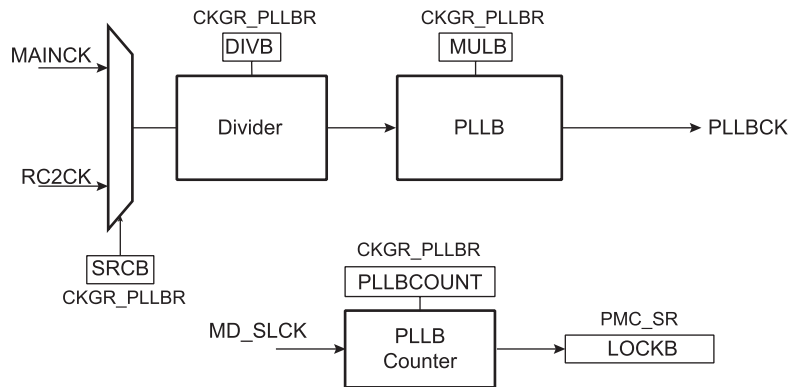 CKGR_PLLBR
CKGR_PLLBR
DIVB
MULB
MAINCK
Divider
PLLB
PLLBCK
RC2CK
SRCB
CKGR_PLLBR
CKGR_PLLBR
PLLBCOUNT
MD_SLCK
PLLB
Counter
PMC_SR
LOCKB